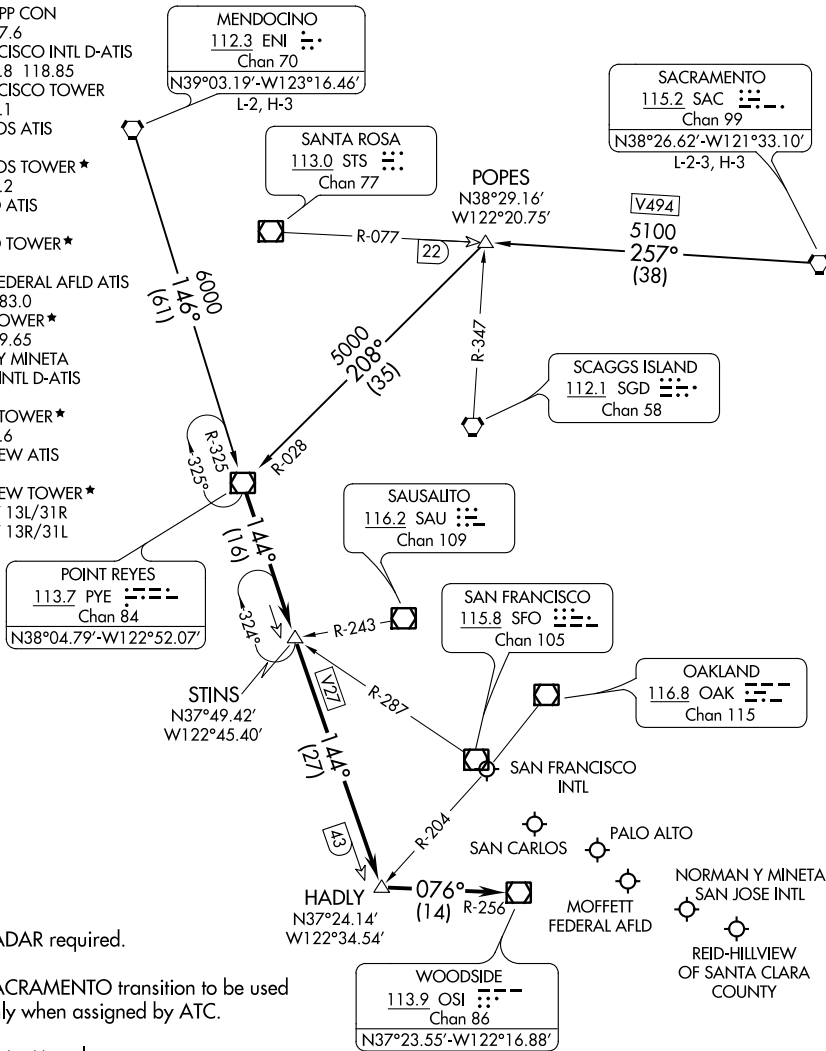 PP CON
7.6
CISCO INTL D-ATIS
.8 118.85
CISCO TOWER
.1
OS ATIS
OS TOWER★
.2
O ATIS
O TOWER★
EDERAL AFLD ATIS
83.0
OWER★
9.65
Y MINETA
INTL D-ATIS
TOWER★
.6
EW ATIS
EW TOWER★
13L/31R
13R/31L
MENDOCINO
112.3 ENI
Chan 70
N39°03.19'-W123°16.46'
L-2, H-3
SANTA ROSA
113.0 STS
Chan 77
SACRAMENTO
115.2 SAC
Chan 99
N38°26.62'-W121°33.10'
L-2-3, H-3
POPES
N38°29.16'
W122°20.75'
R-077
22
V494
5100
257°
(38)
6000
146°
(61)
5000
208°
(35)
R-028
R-347
SCAGGS ISLAND
112.1 SGD
Chan 58
R-325
325°
POINT REYES
113.7 PYE
Chan 84
N38°04.79'-W122°52.07'
144°
(16)
SAUSALITO
116.2 SAU
Chan 109
R-243
324°
STINS
N37°49.42'
W122°45.40'
V27
R-287
SAN FRANCISCO
115.8 SFO
Chan 105
OAKLAND
116.8 OAK
Chan 115
144°
(27)
43
R-204
SAN FRANCISCO
INTL
SAN CARLOS
PALO ALTO
MOFFETT
FEDERAL AFLD
NORMAN Y MINETA
SAN JOSE INTL
REID-HILLVIEW
OF SANTA CLARA
COUNTY
HADLY
N37°24.14'
W122°34.54'
076°
(14)
R-256
WOODSIDE
113.9 OSI
Chan 86
N37°23.55'-W122°16.88'
ADAR required.
ACRAMENTO transition to be used
ly when assigned by ATC.